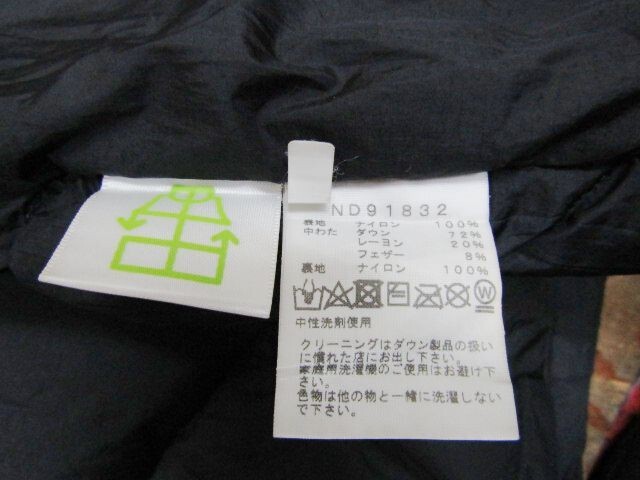 ND91832
裏地 ナイロン 100%
中わた ダウン 72%
レーヨン 20%
フェザー 8%
裏地 ナイロン 100%
中性洗剤使用
クリーニングはダウン製品の扱い
に慣れた店にお出し下さい。
家庭用洗濯機のご使用はお避け下
さい。
色物は他の物と一緒に洗濯しない
で下さい。